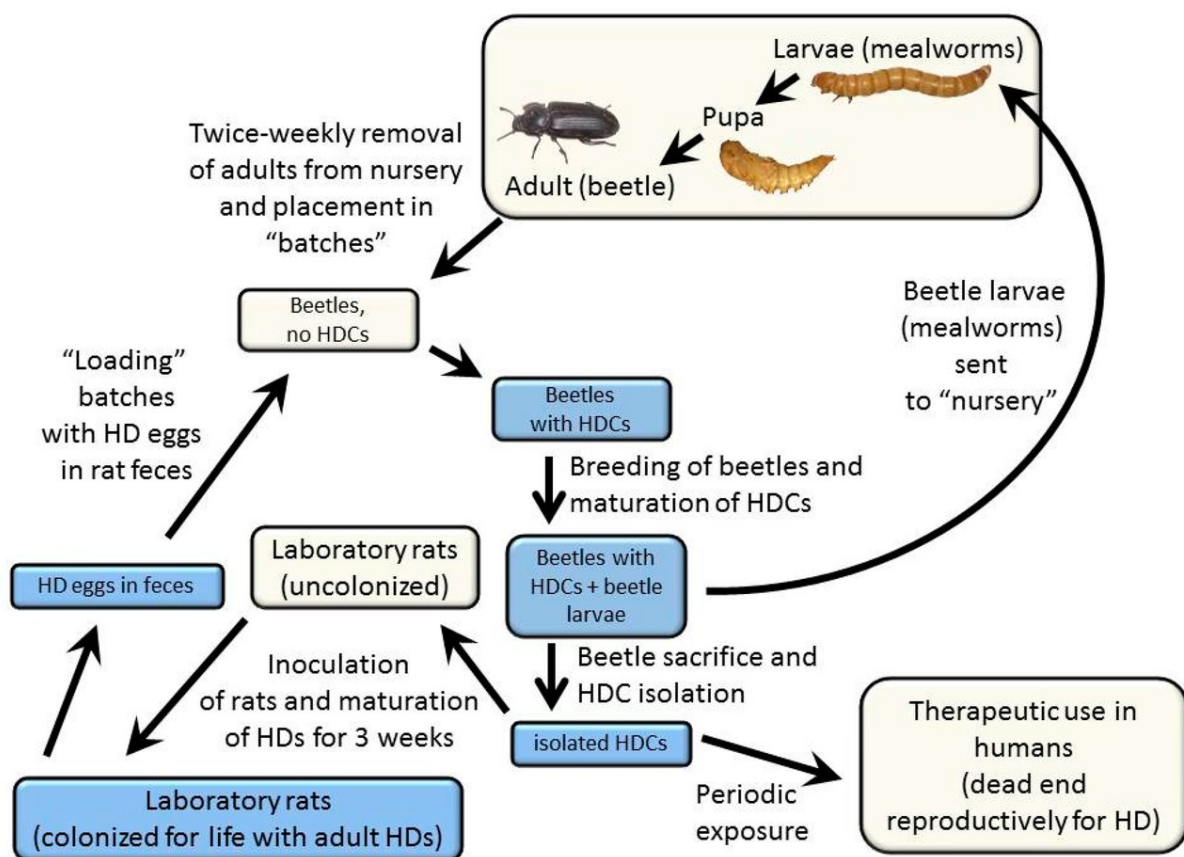 Larvae (mealworms)
Pupa
Adult (beetle)
Twice-weekly removal
of adults from nursery
and placement in
“batches”
Beetles,
no HDCs
“Loading”
batches
with HD eggs
in rat feces
Beetles
with HDCs
Beetle larvae
(mealworms)
sent
to “nursery”
Breeding of beetles and
maturation of HDCs
HD eggs in feces
Laboratory rats
(uncolonized)
Beetles with
HDCs + beetle
larvae
Inoculation
of rats and maturation
of HDs for 3 weeks
Beetle sacrifice and
HDC isolation
isolated HDCs
Therapeutic use in
humans
(dead end
reproductively for HD)
Periodic
exposure
Laboratory rats
(colonized for life with adult HDs)